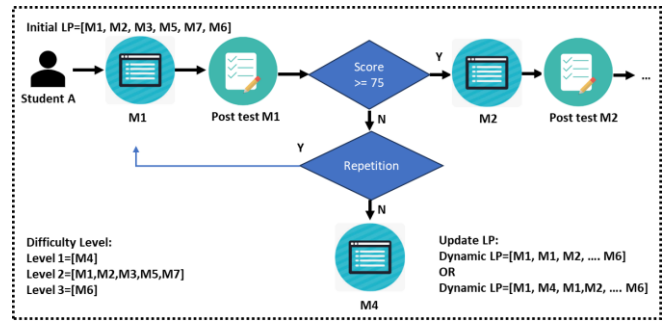 Initial LP=[M1, M2, M3, M5, M7, M6]
Student A
M1
Post test M1
Score
>= 75
Y
M2
Post test M2
...
N
Y
Repetition
N
M4
Difficulty Level:
Level 1=[M4]
Level 2=[M1,M2,M3,M5,M7]
Level 3=[M6]
Update LP:
Dynamic LP=[M1, M1, M2, .... M6]
OR
Dynamic LP=[M1, M4, M1,M2, .... M6]